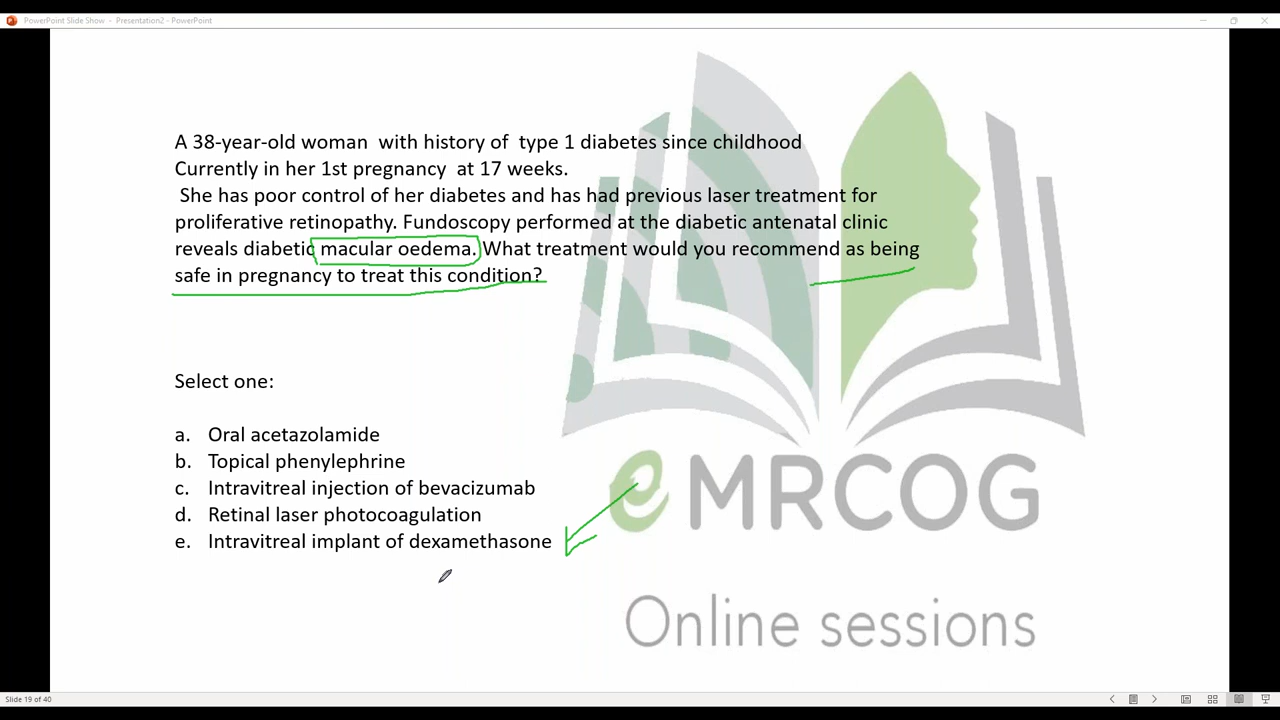 PowerPoint Slide Show - Presentation2 - PowerPoint
A 38-year-old woman with history of type 1 diabetes since childhood
Currently in her 1st pregnancy at 17 weeks.
She has poor control of her diabetes and has had previous laser treatment for
proliferative retinopathy. Fundoscopy performed at the diabetic antenatal clinic
reveals diabetic macular oedema. What treatment would you recommend as being
safe in pregnancy to treat this condition?
Select one:
a. Oral acetazolamide
b. Topical phenylephrine
c. Intravitreal injection of bevacizumab
d. Retinal laser photocoagulation
e. Intravitreal implant of dexamethasone
eMRCOG
Online sessions
Slide 19 of 40